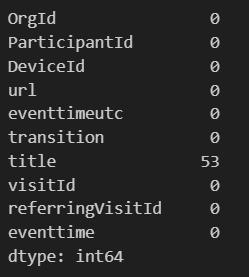 OrgId 0
ParticipantId 0
DeviceId 0
url 0
eventtimeutc 0
transition 0
title 53
visitId 0
referringVisitId 0
eventtime 0
dtype: int64